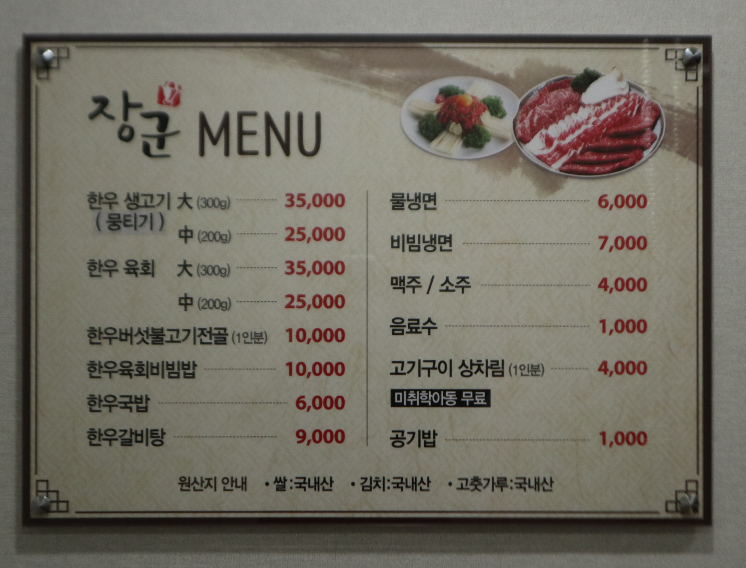 장군 MENU
한우 생고기 大 (300g) 35,000
(뭉티기)
中 (200g) 25,000
한우 육회 大 (300g) 35,000
中 (200g) 25,000
한우버섯불고기전골 (1인분) 10,000
한우육회비빔밥 10,000
한우국밥 6,000
한우갈비탕 9,000
물냉면 6,000
비빔냉면 7,000
맥주 / 소주 4,000
음료수 1,000
고기구이 상차림 (1인분) 4,000
미취학아동 무료
공기밥 1,000
원산지 안내 •쌀:국내산 •김치:국내산 •고춧가루:국내산